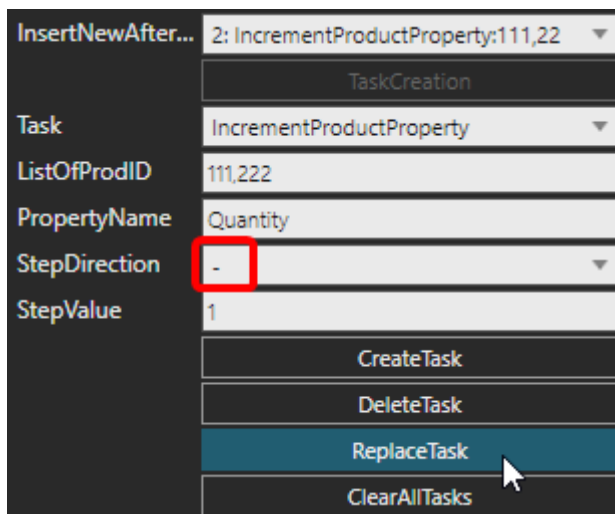 InsertNewAfter... 2: IncrementProductProperty:111,22
TaskCreation
Task IncrementProductProperty
ListOfProdID 111,222
PropertyName Quantity
StepDirection -
StepValue 1
CreateTask
DeleteTask
ReplaceTask
ClearAllTasks